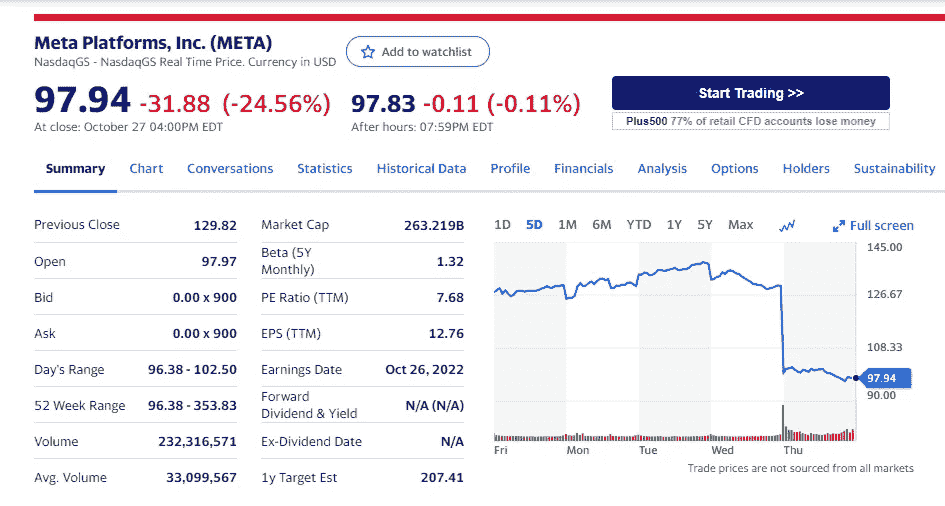 Meta Platforms, Inc. (META)
NasdaqGS - NasdaqGS Real Time Price. Currency in USD
Add to watchlist
97.94 -31.88 (-24.56%)
At close: October 27 04:00PM EDT
97.83 -0.11 (-0.11%)
After hours: 07:59PM EDT
Start Trading >>
Plus500 77% of retail CFD accounts lose money
Summary Chart Conversations Statistics Historical Data Profile Financials Analysis Options Holders Sustainability
Previous Close 129.82
Open 97.97
Bid 0.00 x 900
Ask 0.00 x 900
Day's Range 96.38 - 102.50
52 Week Range 96.38 - 353.83
Volume 232,316,571
Avg. Volume 33,099,567
Market Cap 263.219B
Beta (5Y
Monthly) 1.32
PE Ratio (TTM) 7.68
EPS (TTM) 12.76
Earnings Date Oct 26, 2022
Forward
Dividend & Yield N/A (N/A)
Ex-Dividend Date N/A
1y Target Est 207.41
1D 5D 1M 6M YTD 1Y 5Y Max
Full screen
145.00
126.67
108.33
97.94
90.00
Fri Mon Tue Wed Thu
Trade prices are not sourced from all markets